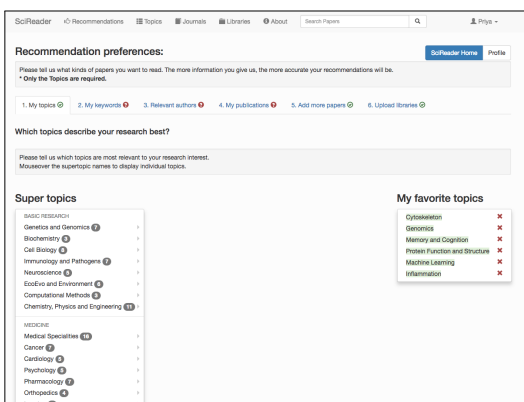 SciReader Recommendations Topics Journals Libraries About Search Papers Priya
Recommendation preferences:
SciReader Home Profile
Please tell us what kinds of papers you want to read. The more information you give us, the more accurate your recommendations will be.
* Only the Topics are required.
1. My topics 2. My keywords 3. Relevant authors 4. My publications 5. Add more papers 6. Upload libraries
Which topics describe your research best?
Please tell us which topics are most relevant to your research interest.
Mouseover the supertopic names to display individual topics.
Super topics
BASIC RESEARCH
Genetics and Genomics 7
Biochemistry 3
Cell Biology
Immunology and Pathogens 7
Neuroscience
EcoEvo and Environment
Computational Methods 3
Chemistry, Physics and Engineering 11
MEDICINE
Medical Specialities
Cancer 7
Cardiology
Psychology
Pharmacology 7
Orthopedics 4
My favorite topics
Cytoskeleton
Genomics
Memory and Cognition
Protein Function and Structure
Machine Learning
Inflammation